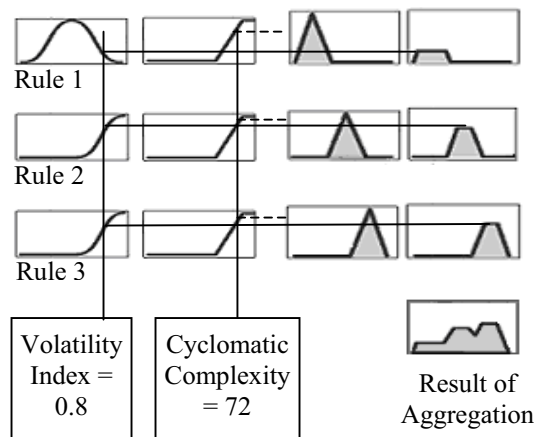 Rule 1
Rule 2
Rule 3
Volatility
Index =
0.8
Cyclomatic
Complexity
= 72
Result of
Aggregation